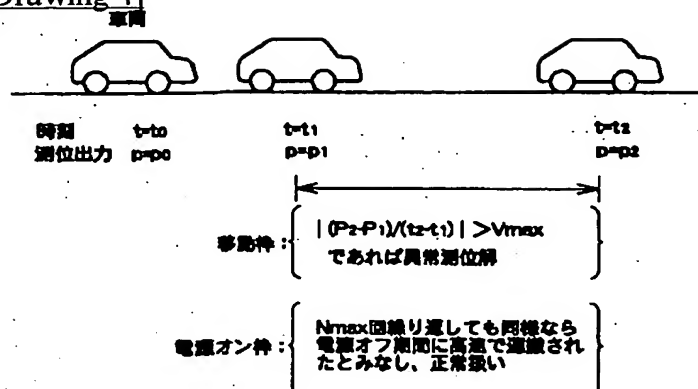 Drawing 4]
車両
時刻 t=t0 t=t1 t=t2
測位出力 p=p0 p=p1 p=p2
移動枠: |(P2-P1)/(t2-t1)|>Vmax
であれば異常測位解
電源オン枠: Nmax回繰り返しても同様なら
電源オフ期間に高速で運搬され
たとみなし、正常扱い